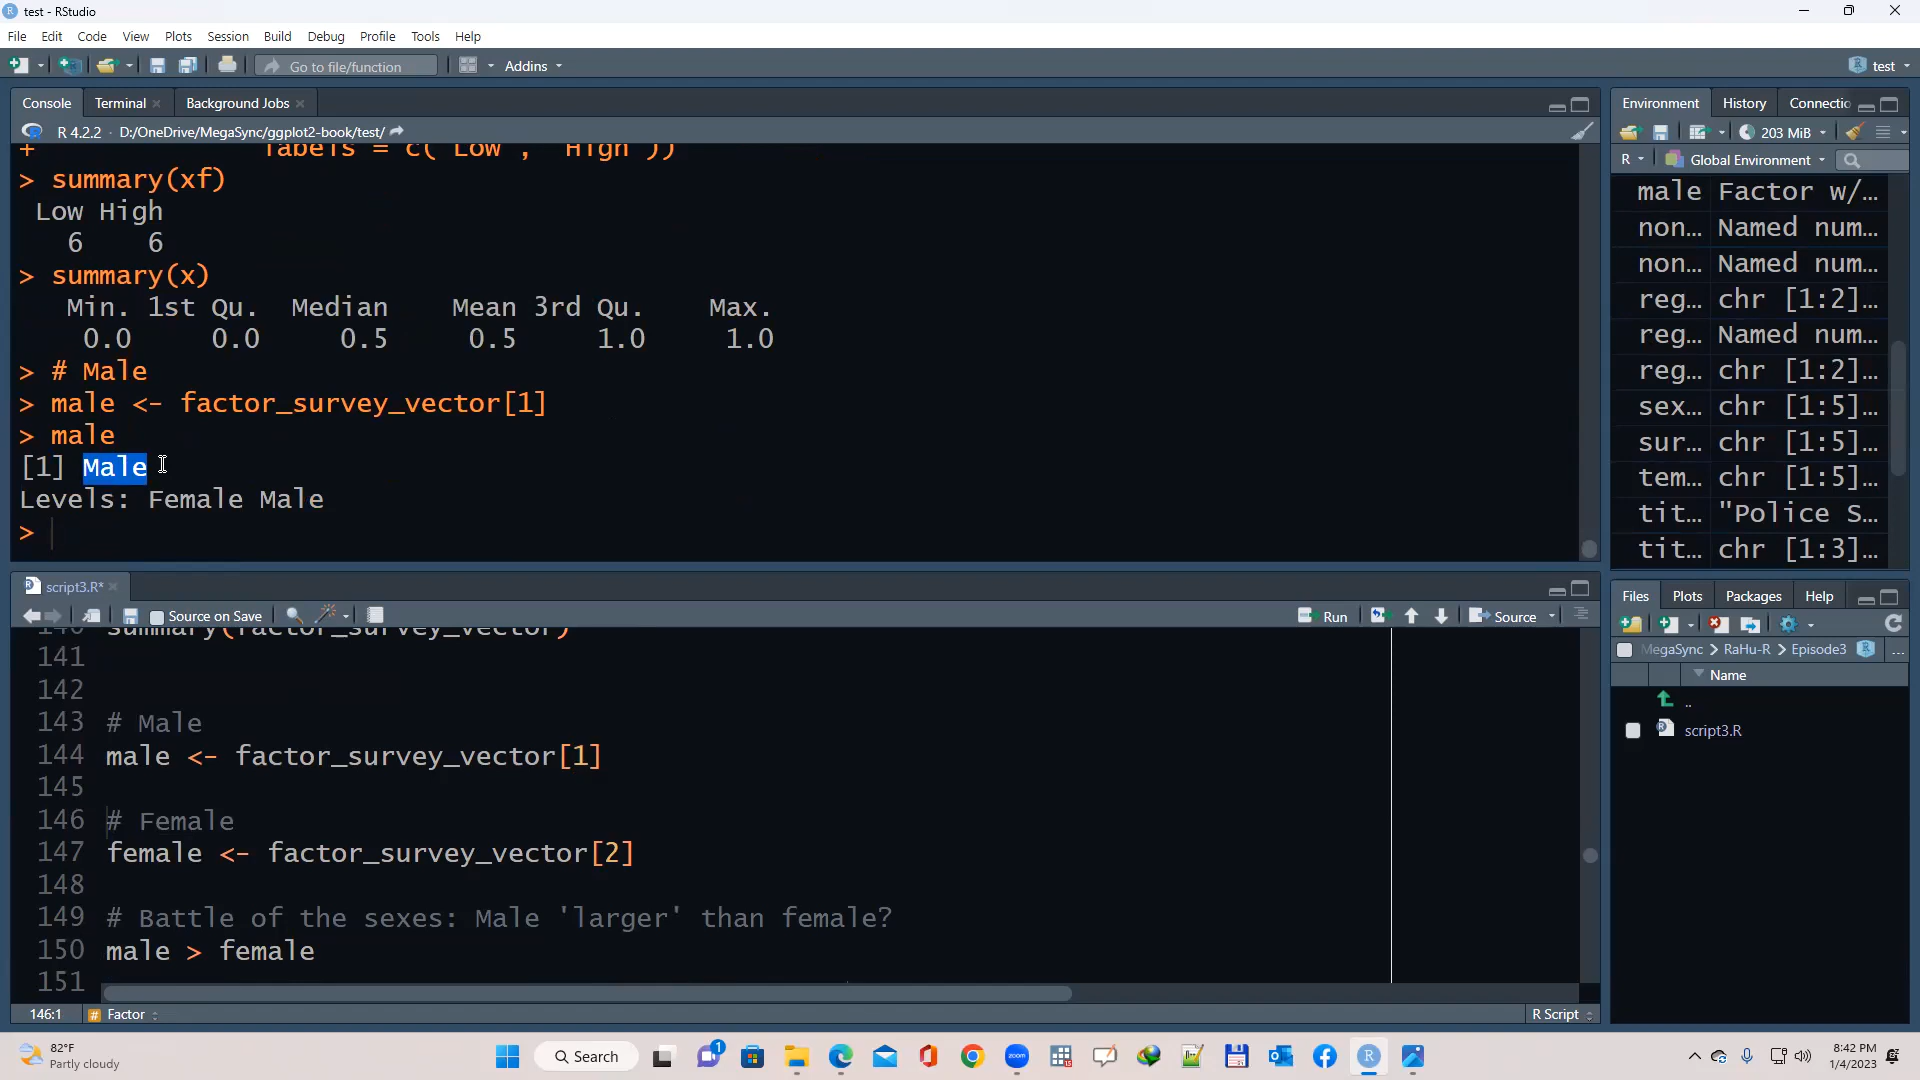 test - RStudio
File Edit Code View Plots Session Build Debug Profile Tools Help
Go to file/function Addins test
Console Terminal Background Jobs
R 4.2.2 · D:/OneDrive/MegaSync/ggplot2-book/test/
+ labels = c("Low", "High"))
> summary(xf)
Low High
6 6
> summary(x)
Min. 1st Qu. Median Mean 3rd Qu. Max.
0.0 0.0 0.5 0.5 1.0 1.0
> # Male
> male <- factor_survey_vector[1]
> male
[1] Male
Levels: Female Male
>
Environment History Connectio
203 MiB
R Global Environment
male Factor w/…
non… Named num…
non… Named num…
reg… chr [1:2]…
reg… Named num…
reg… chr [1:2]…
sex… chr [1:5]…
sur… chr [1:5]…
tem… chr [1:5]…
tit… "Police S…
tit… chr [1:3]…
script3.R*
Source on Save Run Source
140 summary(factor_survey_vector)
141
142
143 # Male
144 male <- factor_survey_vector[1]
145
146 # Female
147 female <- factor_survey_vector[2]
148
149 # Battle of the sexes: Male 'larger' than female?
150 male > female
151
146:1 # Factor R Script
Files Plots Packages Help
MegaSync > RaHu-R > Episode3 ...
Name
..
script3.R
82°F
Partly cloudy
Search
1
zoom
8:42 PM
1/4/2023